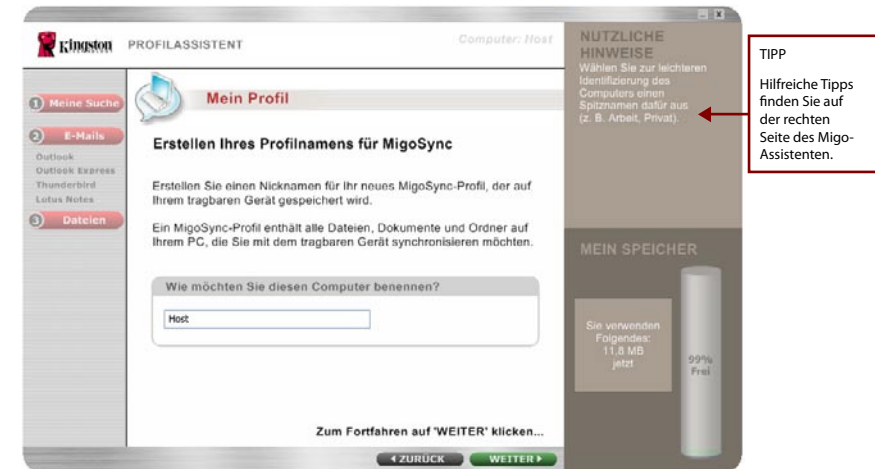 Kingston
TECHNOLOGY
PROFILASSISTENT
Computer: Host
1 Meine Suche
2 E-Mails
Outlook
Outlook Express
Thunderbird
Lotus Notes
3 Dateien
Mein Profil
Erstellen Ihres Profilnamens für MigoSync
Erstellen Sie einen Nicknamen für Ihr neues MigoSync-Profil, der auf
Ihrem tragbaren Gerät gespeichert wird.
Ein MigoSync-Profil enthält alle Dateien, Dokumente und Ordner auf
Ihrem PC, die Sie mit dem tragbaren Gerät synchronisieren möchten.
Wie möchten Sie diesen Computer benennen?
Host
Zum Fortfahren auf 'WEITER' klicken...
ZURÜCK
WEITER
NUTZLICHE
HINWEISE
Wählen Sie zur leichteren
Identifizierung des
Computers einen
Spitznamen dafür aus
(z. B. Arbeit, Privat).
MEIN SPEICHER
Sie verwenden
Folgendes:
11,8 MB
jetzt
99%
Frei
TIPP
Hilfreiche Tipps
finden Sie auf
der rechten
Seite des Migo-
Assistenten.